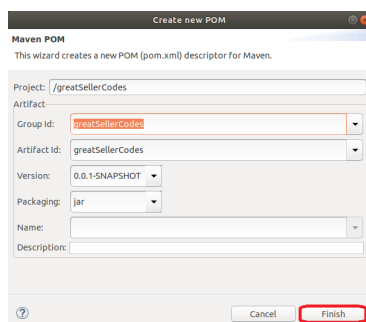 Create new POM
Maven POM
This wizard creates a new POM (pom.xml) descriptor for Maven.
Project: /greatSellerCodes
Artifact
Group Id: greatSellerCodes
Artifact Id: greatSellerCodes
Version: 0.0.1-SNAPSHOT
Packaging: jar
Name:
Description:
? Cancel Finish